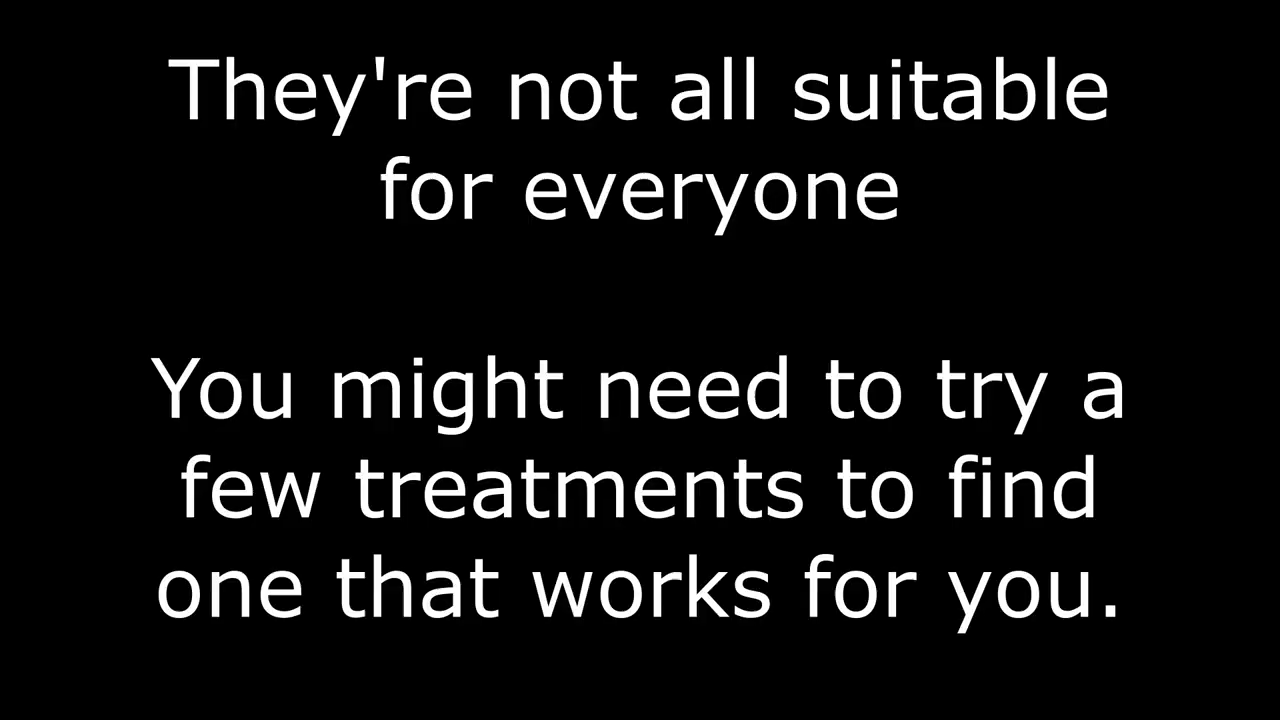 They're not all suitable
for everyone
You might need to try a
few treatments to find
one that works for you.